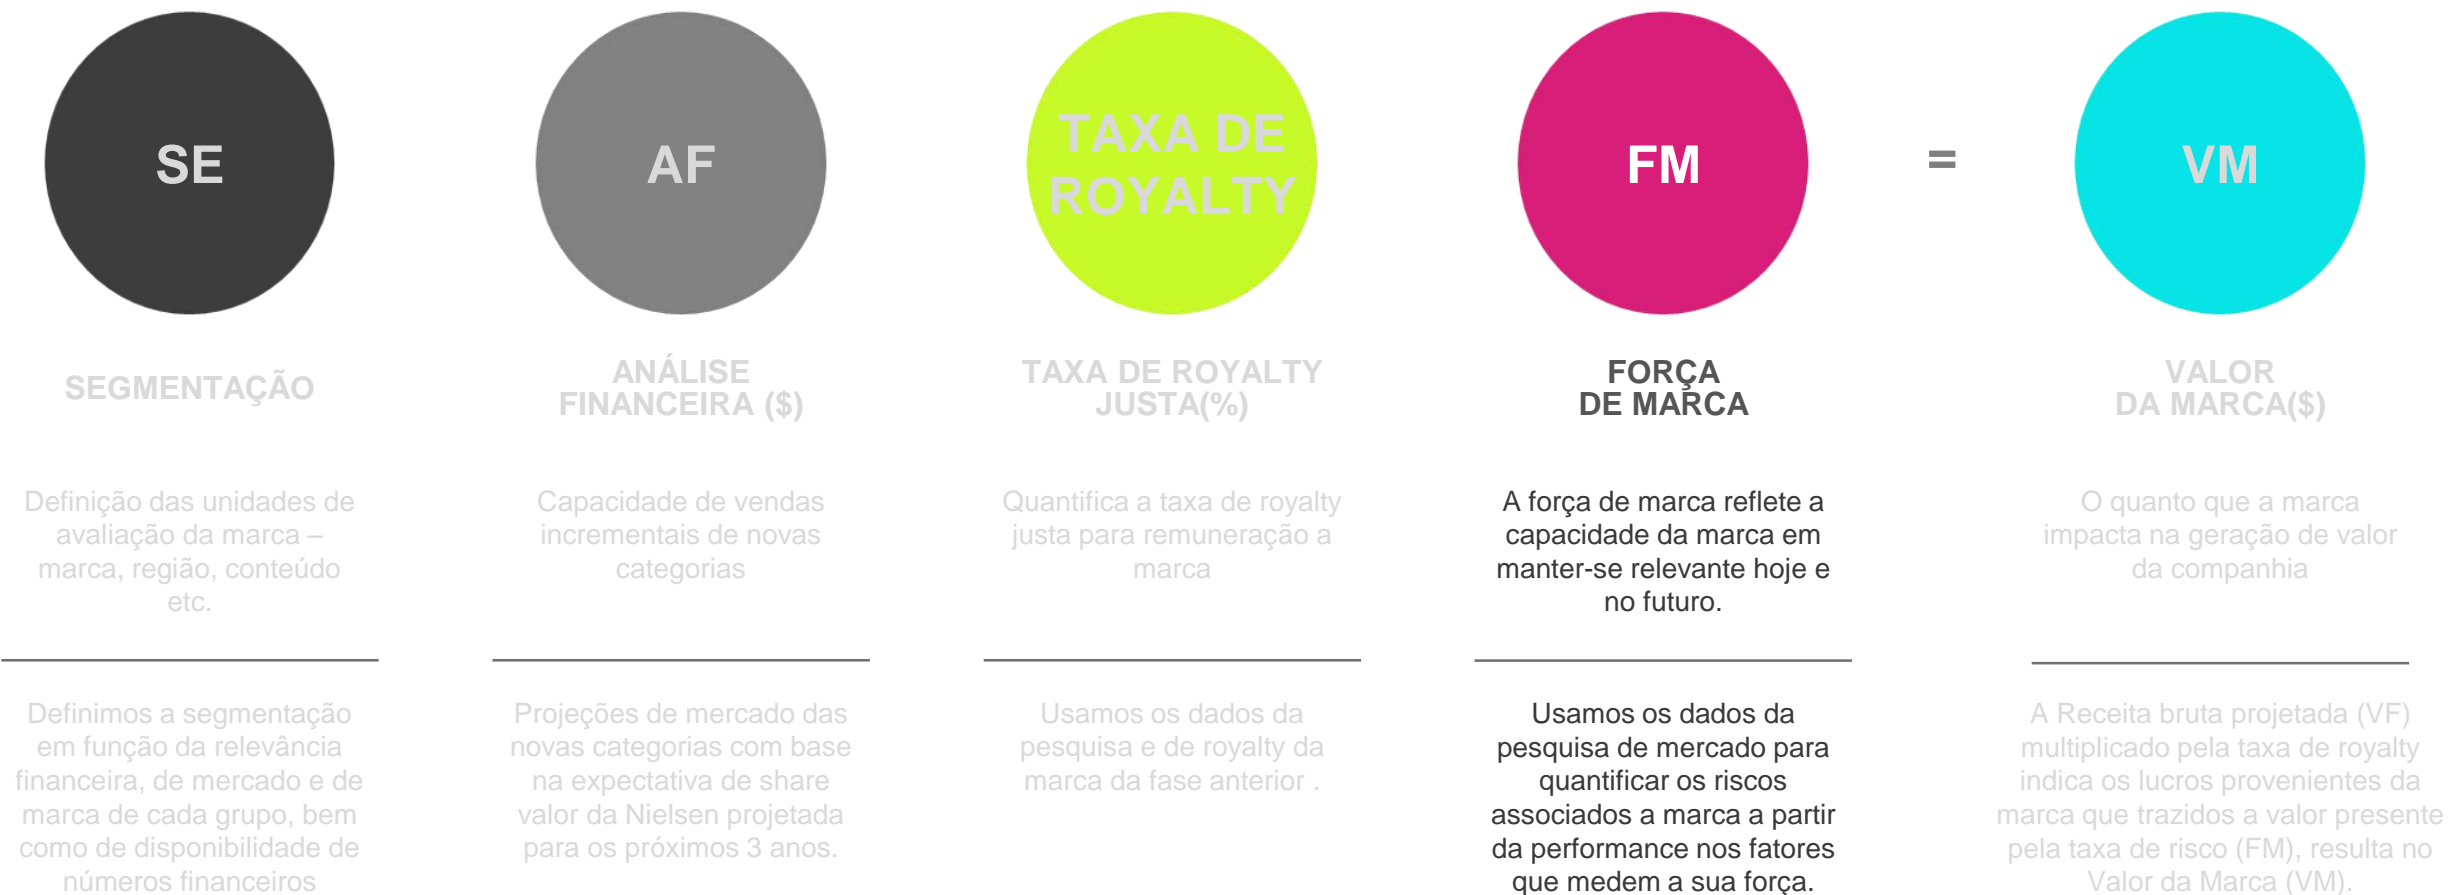 SE
AF
TAXA DE
ROYALTY
FM
=
VM
SEGMENTAÇÃO
ANÁLISE
FINANCEIRA ($)
TAXA DE ROYALTY
JUSTA(%)
FORÇA
DE MARCA
VALOR
DA MARCA($)
Definição das unidades de
avaliação da marca –
marca, região, conteúdo
etc.
Capacidade de vendas
incrementais de novas
categorias
Quantifica a taxa de royalty
justa para remuneração a
marca
A força de marca reflete a
capacidade da marca em
manter-se relevante hoje e
no futuro.
O quanto que a marca
impacta na geração de valor
da companhia
Definimos a segmentação
em função da relevância
financeira, de mercado e de
marca de cada grupo, bem
como de disponibilidade de
números financeiros
Projeções de mercado das
novas categorias com base
na expectativa de share
valor da Nielsen projetada
para os próximos 3 anos.
Usamos os dados da
pesquisa e de royalty da
marca da fase anterior .
Usamos os dados da
pesquisa de mercado para
quantificar os riscos
associados a marca a partir
da performance nos fatores
que medem a sua força.
A Receita bruta projetada (VF)
multiplicado pela taxa de royalty
indica os lucros provenientes da
marca que trazidos a valor presente
pela taxa de risco (FM), resulta no
Valor da Marca (VM).